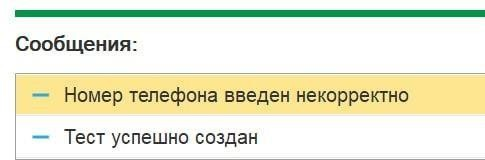 Сообщения:
Номер телефона введен некорректно
Тест успешно создан